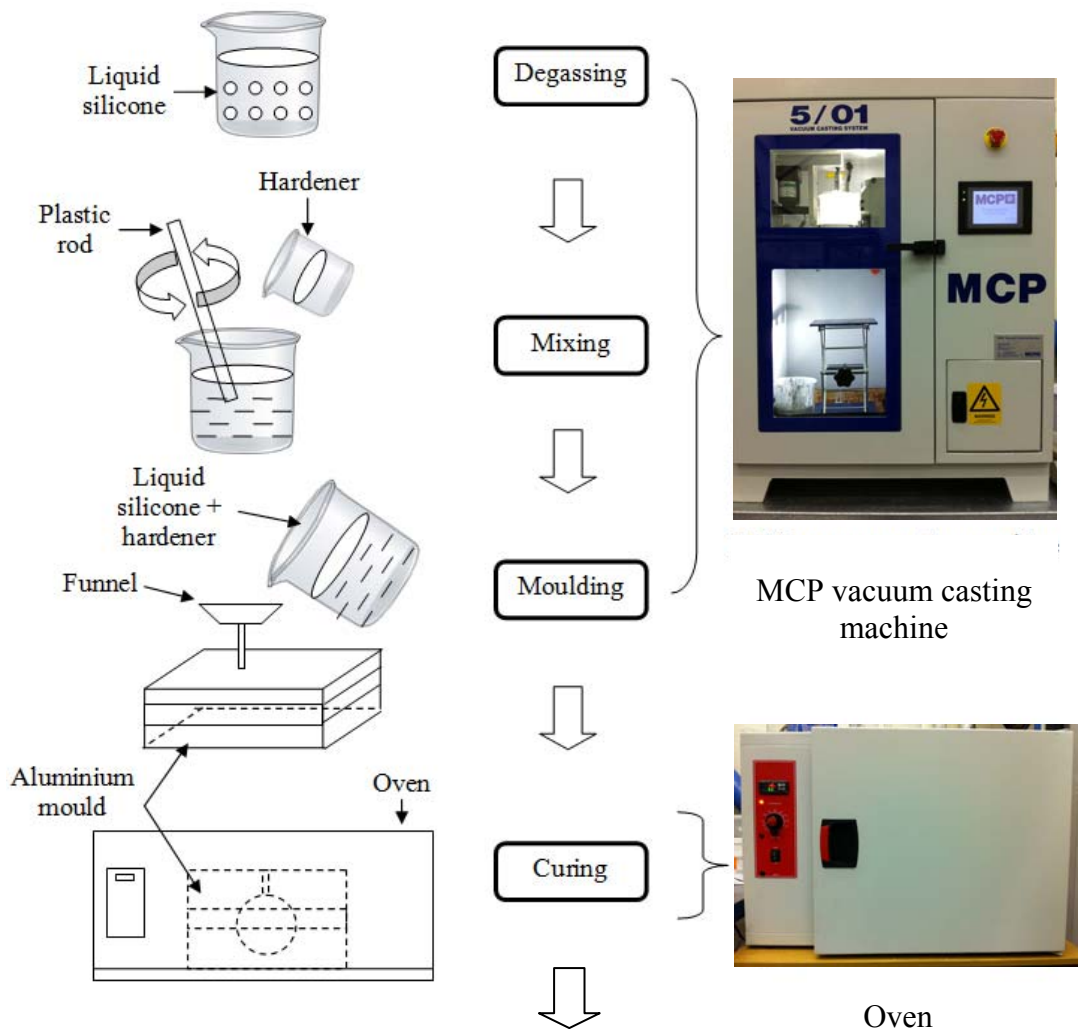 Liquid
silicone
Degassing
5/01
VACUUM CASTING SYSTEM
MCP
MCP
Hardener
Plastic
rod
Mixing
Liquid
silicone +
hardener
Funnel
Moulding
MCP vacuum casting
machine
Aluminium
mould
Oven
Curing
Oven